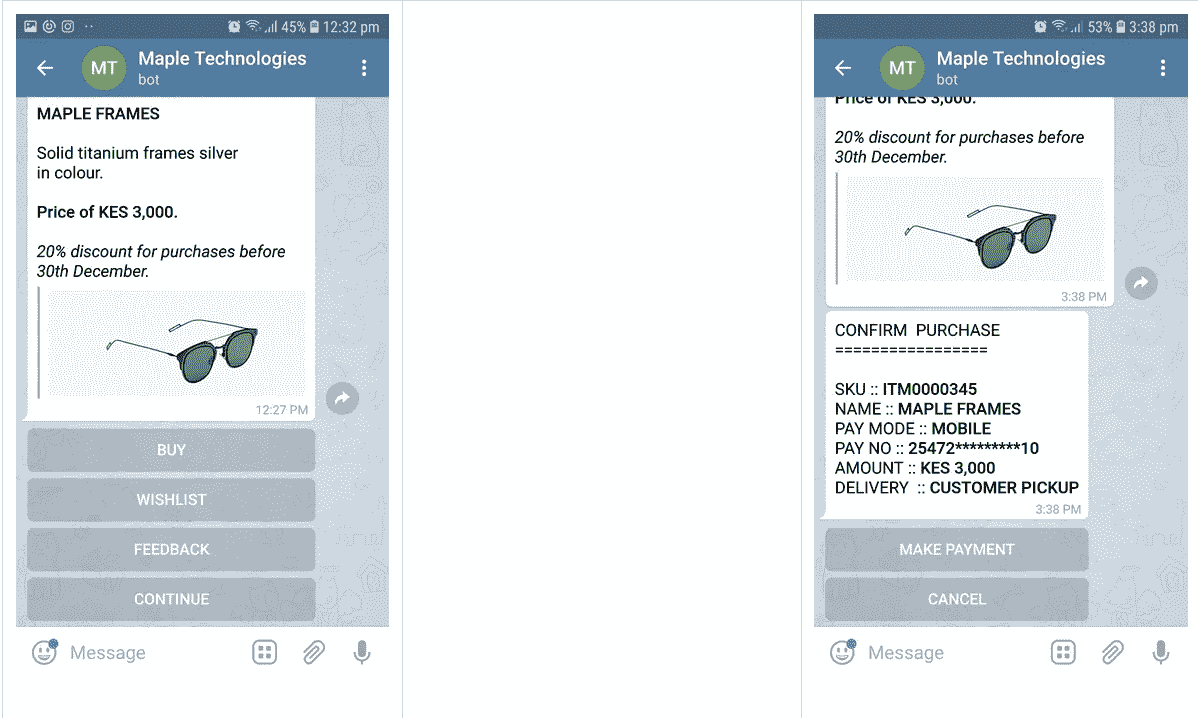 45% 12:32 pm
MT
Maple Technologies
bot
MAPLE FRAMES
Solid titanium frames silver
in colour.
Price of KES 3,000.
20% discount for purchases before
30th December.
12:27 PM
BUY
WISHLIST
FEEDBACK
CONTINUE
Message
53% 3:38 pm
MT
Maple Technologies
bot
Price of KES 3,000.
20% discount for purchases before
30th December.
3:38 PM
CONFIRM PURCHASE
=================
SKU :: ITM0000345
NAME :: MAPLE FRAMES
PAY MODE :: MOBILE
PAY NO :: 25472*********10
AMOUNT :: KES 3,000
DELIVERY :: CUSTOMER PICKUP
3:38 PM
MAKE PAYMENT
CANCEL
Message